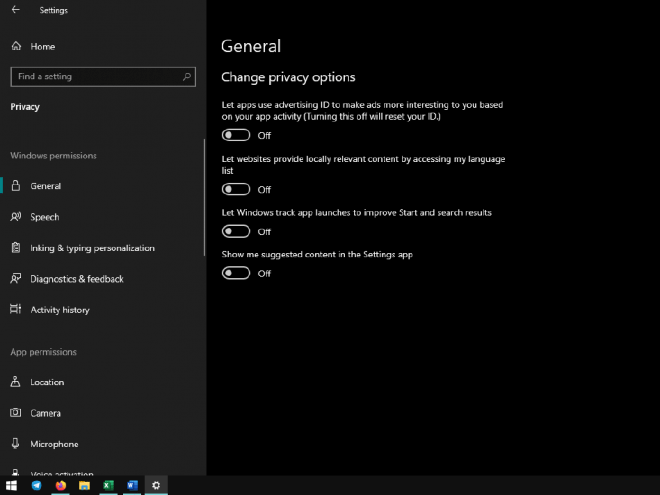 Settings
Home
Find a setting
Privacy
Windows permissions
General
Speech
Inking & typing personalization
Diagnostics & feedback
Activity history
App permissions
Location
Camera
Microphone
Voice activation
General
Change privacy options
Let apps use advertising ID to make ads more interesting to you based
on your app activity (Turning this off will reset your ID.)
Off
Let websites provide locally relevant content by accessing my language
list
Off
Let Windows track app launches to improve Start and search results
Off
Show me suggested content in the Settings app
Off